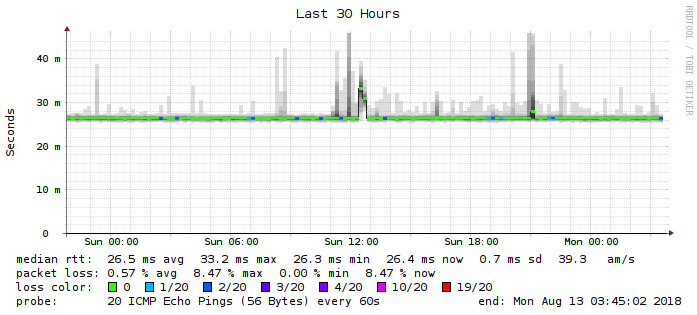 Last 30 Hours
RRDTOOL / TOBI OETIKER
Seconds
40 m
30 m
20 m
10 m
0
Sun 00:00 Sun 06:00 Sun 12:00 Sun 18:00 Mon 00:00
median rtt: 26.5 ms avg 33.2 ms max 26.3 ms min 26.4 ms now 0.7 ms sd 39.3 am/s
packet loss: 0.57 % avg 8.47 % max 0.00 % min 8.47 % now
loss color: 0 1/20 2/20 3/20 4/20 10/20 19/20
probe: 20 ICMP Echo Pings (56 Bytes) every 60s end: Mon Aug 13 03:45:02 2018